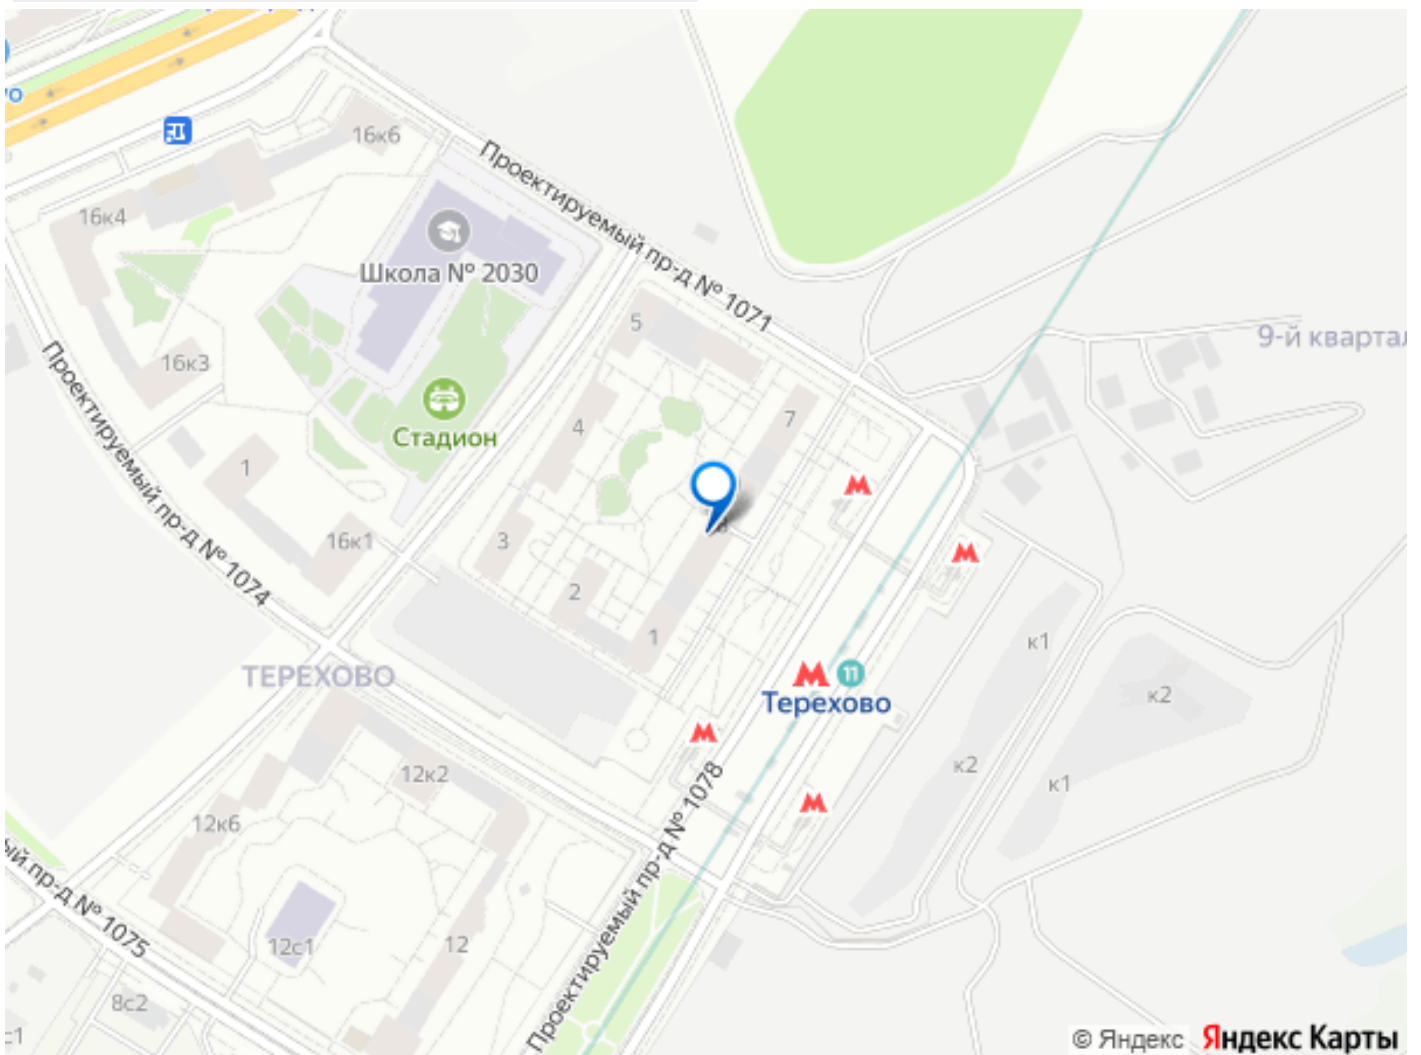 16к6
16к4
Проектируемый пр-д № 1071
Школа № 2030
16к3
5
9-й квартал
7
4
Стадион
Проектируемый пр-д № 1074
1
16к1
3
2
1
к1
11
Терехово
ТЕРЕХОВО
к2
к2
к1
12к2
12к6
Проектируемый пр-д № 1078
пр-д № 1075
12с1
12
8с2
© Яндекс Яндекс Карты